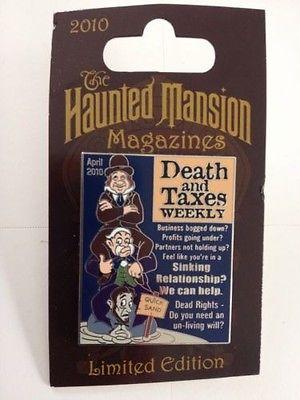 2010
The
Haunted Mansion
Magazines
April
2010
Death
and
Taxes
WEEKLY
Business bogged down?
Profits going under?
Partners not holding up?
Feel like you're in a
Sinking
Relationship?
We can help.
Dead Rights -
Do you need an
un-living will?
QUICK
SAND
Limited Edition